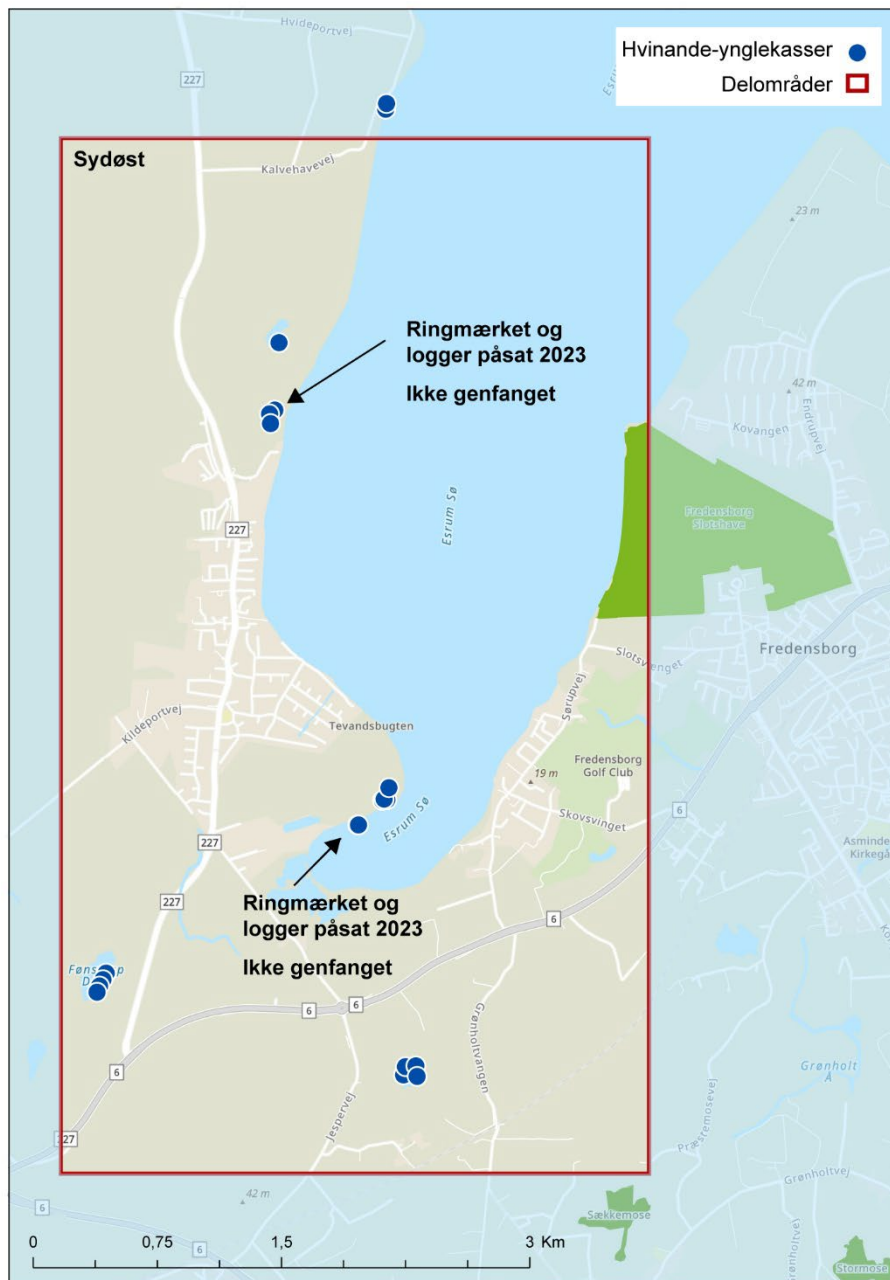 Hvideportvej
227
Hvinande-ynglekasser
Delområder
Sydøst
Kalvehavevej
23 m
Ringmærket og
logger påsat 2023
Ikke genfanget
42 m
Endrupvej
Kovangen
Esrum Sø
227
Fredensborg
Slotshave
Fredensborg
Slotsvænget
Kildeportvej
Tevandsbugten
Sørupvej
Fredensborg
Golf Club
19 m
6
Skovsvinget
Esrum Sø
227
Asminde
Kirkegå
227
Ringmærket og
logger påsat 2023
Ikke genfanget
6
6
6
Grønholtvangen
6
Grønholt
Å
Jespervej
Præstemosevej
227
Grønholtvej
42 m
Sækkemose
6
Stormose
0
0,75
1,5
3 Km